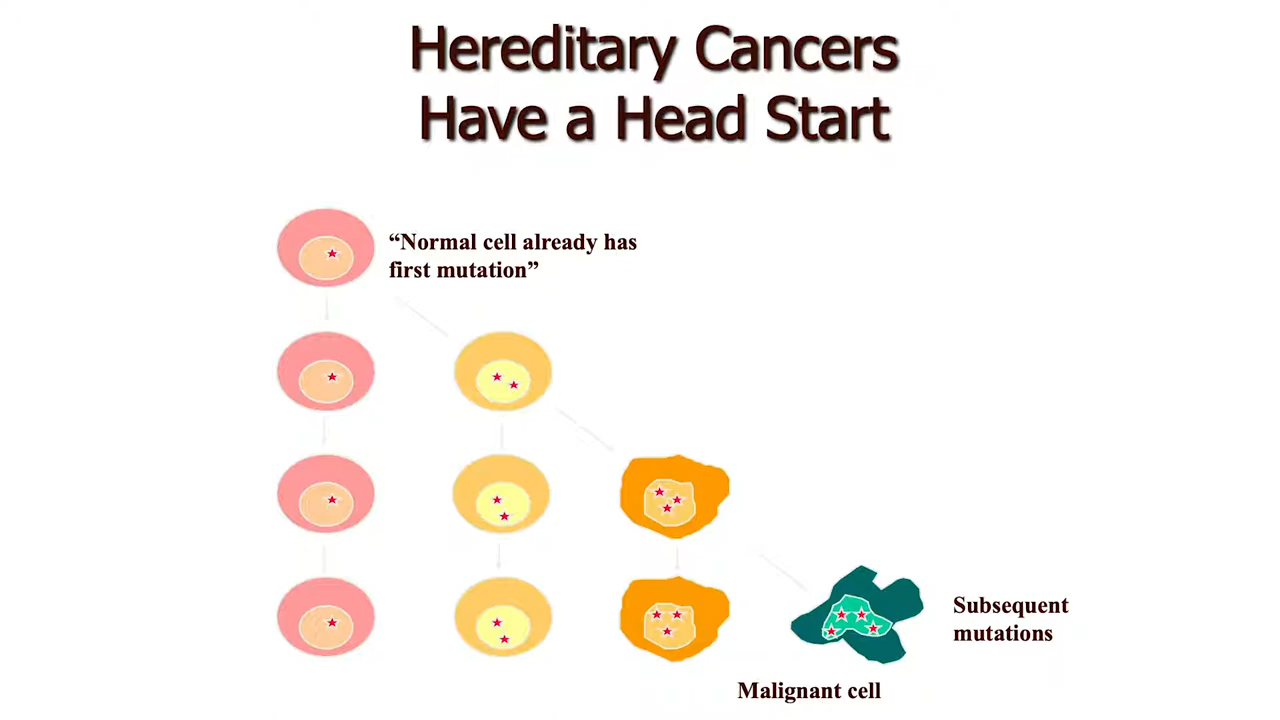 Hereditary Cancers
Have a Head Start
“Normal cell already has
first mutation”
Subsequent
mutations
Malignant cell